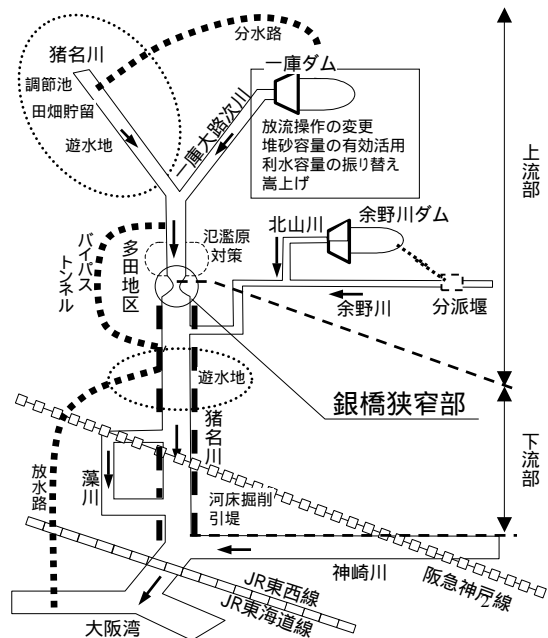 分水路
猪名川
調節池
田畑貯留
遊水地
一庫大路次川
一庫ダム
放流操作の変更
堆砂容量の有効活用
利水容量の振り替え
嵩上げ
上流部
北山川
余野川ダム
氾濫原
対策
多田地区
バイパス
トンネル
余野川
分派堰
遊水地
銀橋狭窄部
猪名川
下流部
放水路
藻川
河床掘削
引堤
神崎川
阪急神戸線
JR東西線
JR東海道線
大阪湾